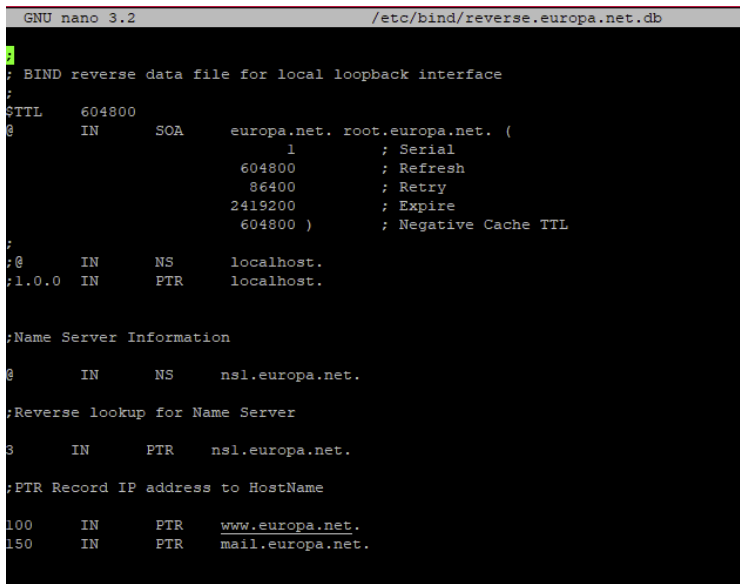 GNU nano 3.2 /etc/bind/reverse.europa.net.db
;
; BIND reverse data file for local loopback interface
;
$TTL 604800
@ IN SOA europa.net. root.europa.net. (
1 ; Serial
604800 ; Refresh
86400 ; Retry
2419200 ; Expire
604800 ) ; Negative Cache TTL
;
;@ IN NS localhost.
;1.0.0 IN PTR localhost.
;Name Server Information
@ IN NS ns1.europa.net.
;Reverse lookup for Name Server
3 IN PTR ns1.europa.net.
;PTR Record IP address to HostName
100 IN PTR www.europa.net.
150 IN PTR mail.europa.net.